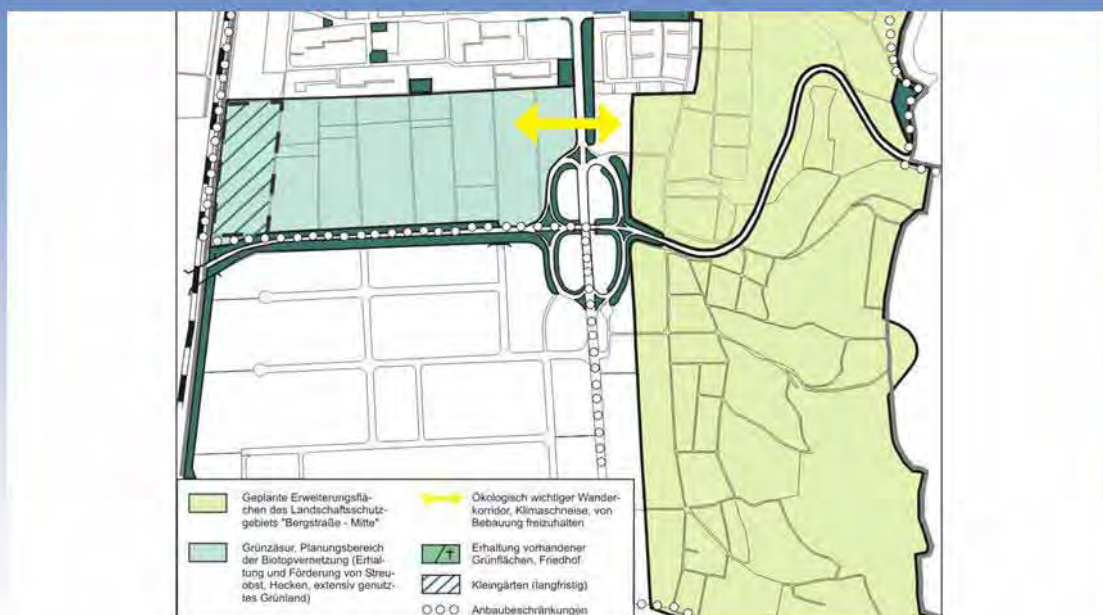 Geplante Erweiterungsflä-
chen des Landschaftsschutz-
gebiets "Bergstraße - Mitte"
Grünzäsur, Planungsbereich
der Biotopvernetzung (Erhal-
tung und Förderung von Streu-
obst, Hecken, extensiv genutz-
tes Grünland)
Ökologisch wichtiger Wander-
korridor, Klimaschneise, von
Bebauung freizuhalten
Erhaltung vorhandener
Grünflächen, Friedhof
Kleingärten (langfristig)
Anbaubeschränkungen